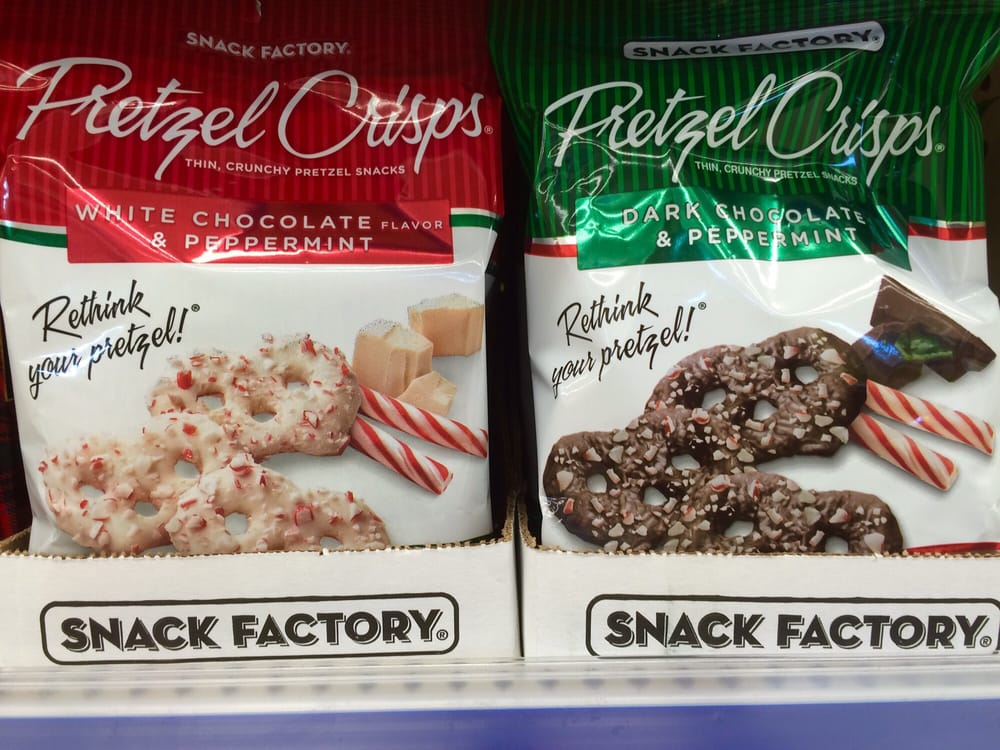 SNACK FACTORY®
Pretzel Crisps®
THIN, CRUNCHY PRETZEL SNACKS
WHITE CHOCOLATE FLAVOR
& PEPPERMINT
Rethink
your pretzel!®
SNACK FACTORY®
SNACK FACTORY
Pretzel Crisps®
THIN, CRUNCHY PRETZEL SNACKS
DARK CHOCOLATE
& PEPPERMINT
Rethink
your pretzel!®
SNACK FACTORY®